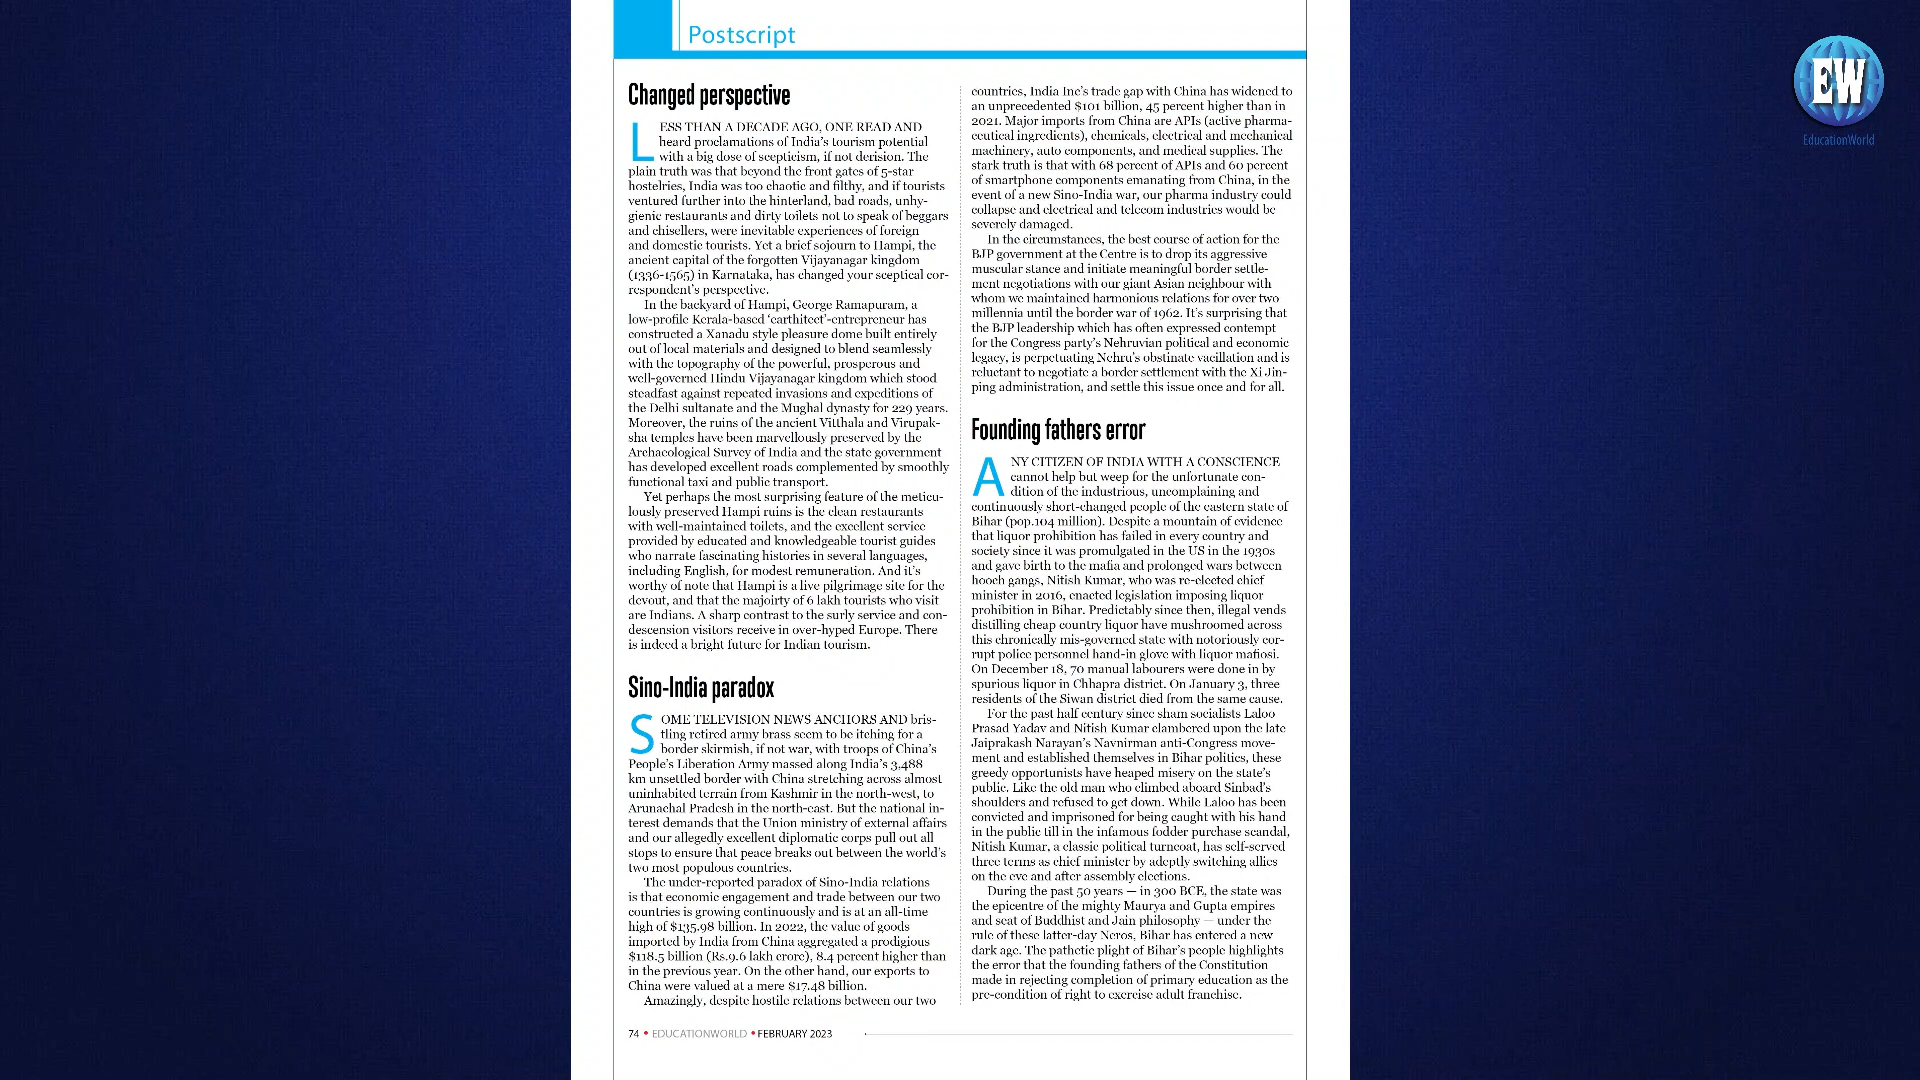 Postscript
Changed perspective
LESS THAN A DECADE AGO, ONE READ AND
heard proclamations of India's tourism potential
with a big dose of scepticism, if not derision. The
plain truth was that beyond the front gates of 5-star
hostelries, India was too chaotic and filthy, and if tourists
ventured further into the hinterland, bad roads, unhy-
gienic restaurants and dirty toilets not to speak of beggars
and chisellers, were inevitable experiences of foreign
and domestic tourists. Yet a brief sojourn to Hampi, the
ancient capital of the forgotten Vijayanagar kingdom
(1336-1565) in Karnataka, has changed your sceptical cor-
respondent's perspective.
In the backyard of Hampi, George Ramapuram, a
low-profile Kerala-based 'earthitect'-entrepreneur has
constructed a Xanadu style pleasure dome built entirely
out of local materials and designed to blend seamlessly
with the topography of the powerful, prosperous and
well-governed Hindu Vijayanagar kingdom which stood
steadfast against repeated invasions and expeditions of
the Delhi sultanate and the Mughal dynasty for 229 years.
Moreover, the ruins of the ancient Vitthala and Virupak-
sha temples have been marvellously preserved by the
Archaeological Survey of India and the state government
has developed excellent roads complemented by smoothly
functional taxi and public transport.
Yet perhaps the most surprising feature of the meticu-
lously preserved Hampi ruins is the clean restaurants
with well-maintained toilets, and the excellent service
provided by educated and knowledgeable tourist guides
who narrate fascinating histories in several languages,
including English, for modest remuneration. And it's
worthy of note that Hampi is a live pilgrimage site for the
devout, and that the majoirty of 6 lakh tourists who visit
are Indians. A sharp contrast to the surly service and con-
descension visitors receive in over-hyped Europe. There
is indeed a bright future for Indian tourism.
Sino-India paradox
SOME TELEVISION NEWS ANCHORS AND bris-
tling retired army brass seem to be itching for a
border skirmish, if not war, with troops of China's
People's Liberation Army massed along India's 3,488
km unsettled border with China stretching across almost
uninhabited terrain from Kashmir in the north-west, to
Arunachal Pradesh in the north-east. But the national in-
terest demands that the Union ministry of external affairs
and our allegedly excellent diplomatic corps pull out all
stops to ensure that peace breaks out between the world's
two most populous countries.
The under-reported paradox of Sino-India relations
is that economic engagement and trade between our two
countries is growing continuously and is at an all-time
high of $135.98 billion. In 2022, the value of goods
imported by India from China aggregated a prodigious
$118.5 billion (Rs.9.6 lakh crore), 8.4 percent higher than
in the previous year. On the other hand, our exports to
China were valued at a mere $17.48 billion.
Amazingly, despite hostile relations between our two
countries, India Inc's trade gap with China has widened to
an unprecedented $101 billion, 45 percent higher than in
2021. Major imports from China are APIs (active pharma-
ceutical ingredients), chemicals, electrical and mechanical
machinery, auto components, and medical supplies. The
stark truth is that with 68 percent of APIs and 60 percent
of smartphone components emanating from China, in the
event of a new Sino-India war, our pharma industry could
collapse and electrical and telecom industries would be
severely damaged.
In the circumstances, the best course of action for the
BJP government at the Centre is to drop its aggressive
muscular stance and initiate meaningful border settle-
ment negotiations with our giant Asian neighbour with
whom we maintained harmonious relations for over two
millennia until the border war of 1962. It's surprising that
the BJP leadership which has often expressed contempt
for the Congress party's Nehruvian political and economic
legacy, is perpetuating Nehru's obstinate vacillation and is
reluctant to negotiate a border settlement with the Xi Jin-
ping administration, and settle this issue once and for all.
Founding fathers error
ANY CITIZEN OF INDIA WITH A CONSCIENCE
cannot help but weep for the unfortunate con-
dition of the industrious, uncomplaining and
continuously short-changed people of the eastern state of
Bihar (pop.104 million). Despite a mountain of evidence
that liquor prohibition has failed in every country and
society since it was promulgated in the US in the 1930s
and gave birth to the mafia and prolonged wars between
hooch gangs, Nitish Kumar, who was re-elected chief
minister in 2016, enacted legislation imposing liquor
prohibition in Bihar. Predictably since then, illegal vends
distilling cheap country liquor have mushroomed across
this chronically mis-governed state with notoriously cor-
rupt police personnel hand-in glove with liquor mafiosi.
On December 18, 70 manual labourers were done in by
spurious liquor in Chhapra district. On January 3, three
residents of the Siwan district died from the same cause.
For the past half century since sham socialists Laloo
Prasad Yadav and Nitish Kumar clambered upon the late
Jaiprakash Narayan's Navnirman anti-Congress move-
ment and established themselves in Bihar politics, these
greedy opportunists have heaped misery on the state's
public. Like the old man who climbed aboard Sinbad's
shoulders and refused to get down. While Laloo has been
convicted and imprisoned for being caught with his hand
in the public till in the infamous fodder purchase scandal,
Nitish Kumar, a classic political turncoat, has self-served
three terms as chief minister by adeptly switching allies
on the eve and after assembly elections.
During the past 50 years — in 300 BCE, the state was
the epicentre of the mighty Maurya and Gupta empires
and seat of Buddhist and Jain philosophy — under the
rule of these latter-day Neros, Bihar has entered a new
dark age. The pathetic plight of Bihar's people highlights
the error that the founding fathers of the Constitution
made in rejecting completion of primary education as the
pre-condition of right to exercise adult franchise.
74 • EDUCATIONWORLD • FEBRUARY 2023
EW
EducationWorld